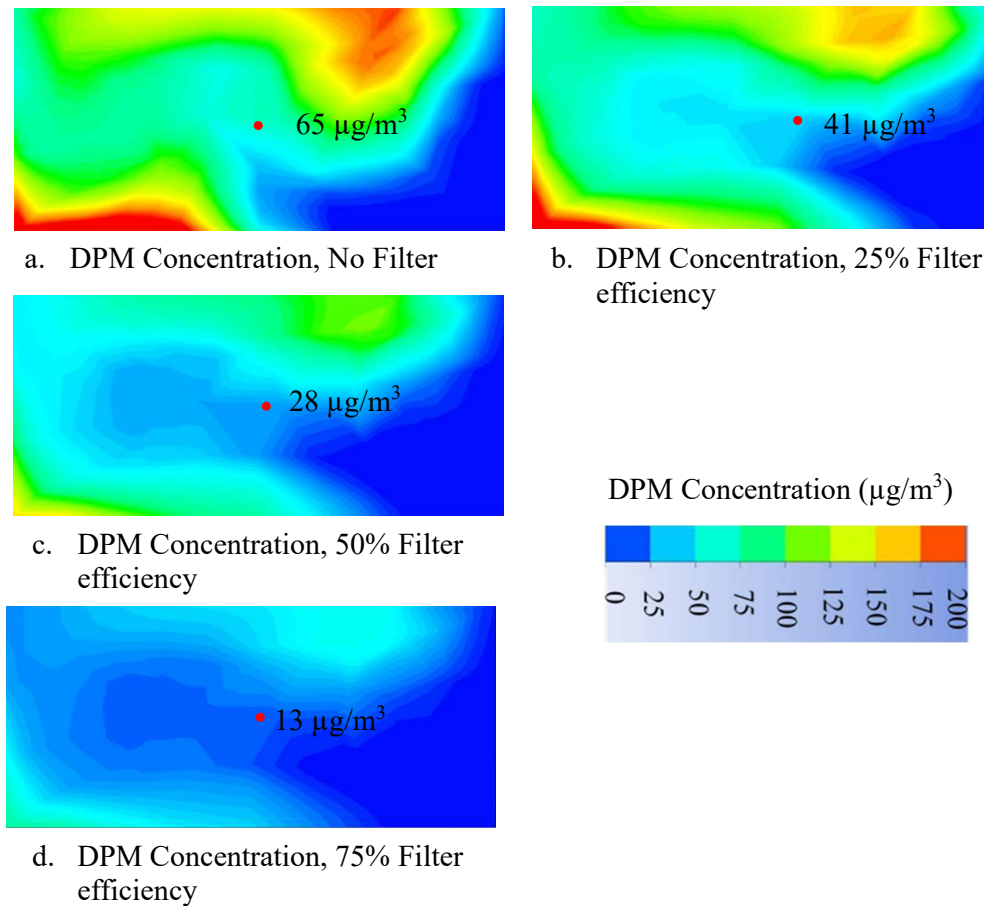 65 µg/m³
41 µg/m³
a. DPM Concentration, No Filter
b. DPM Concentration, 25% Filter
efficiency
28 µg/m³
c. DPM Concentration, 50% Filter
efficiency
DPM Concentration (µg/m³)
0 25 50 75 100 125 150 175 200
13 µg/m³
d. DPM Concentration, 75% Filter
efficiency